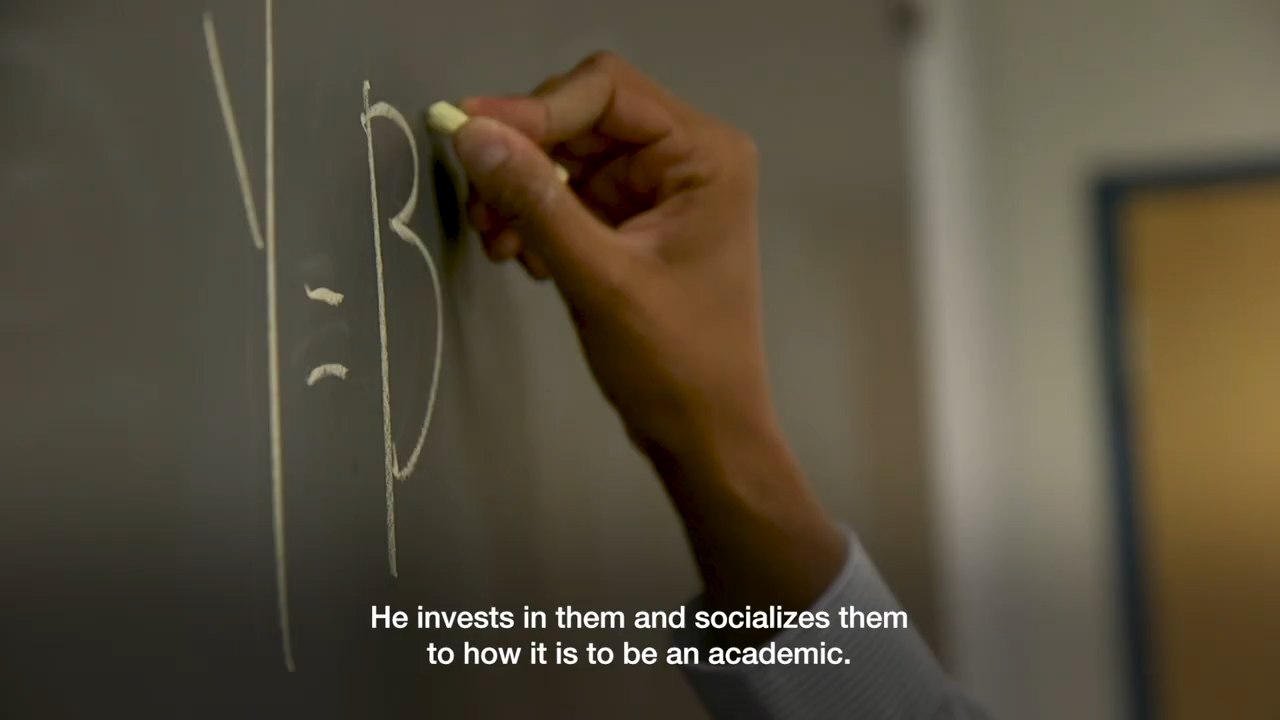 Y = B
He invests in them and socializes them
to how it is to be an academic.